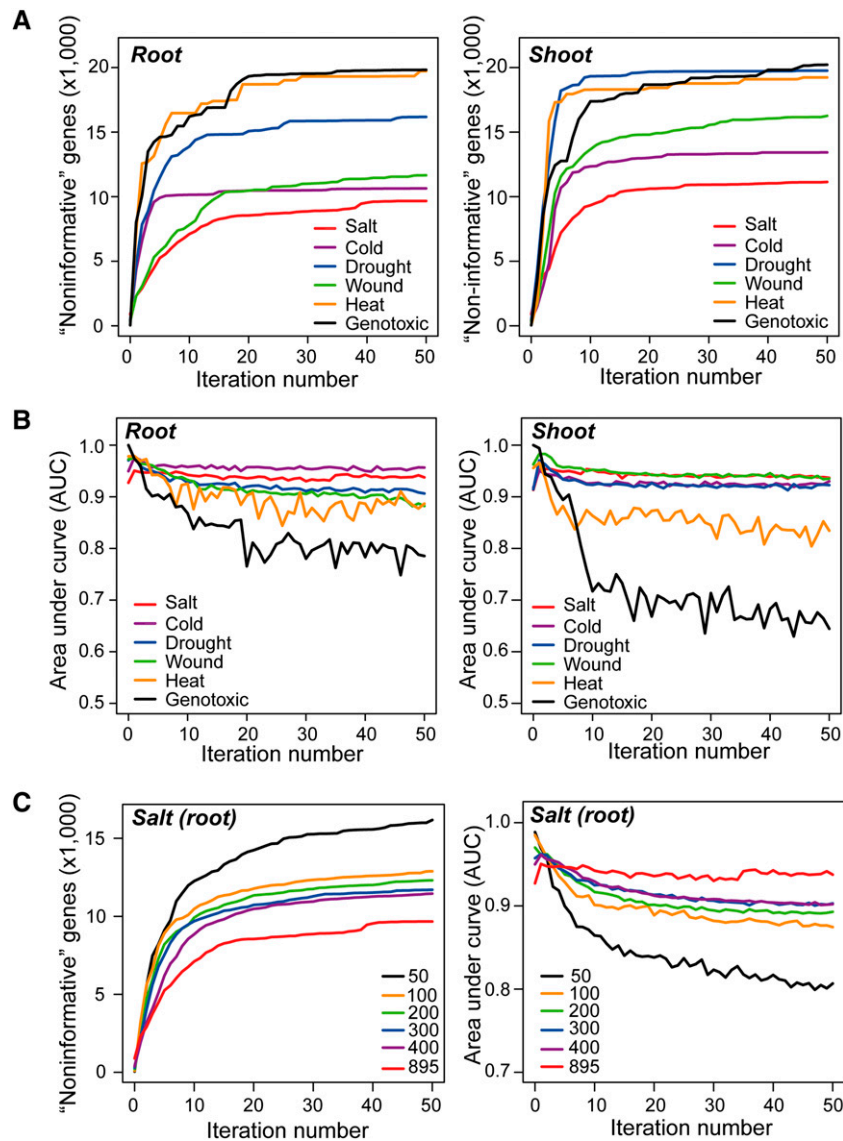 A
Root
"Noninformative" genes (x1,000)
20
15
10
5
0
Salt
Cold
Drought
Wound
Heat
Genotoxic
0 10 20 30 40 50
Iteration number
Shoot
"Non-informative" genes (x1,000)
20
15
10
5
0
Salt
Cold
Drought
Wound
Heat
Genotoxic
0 10 20 30 40 50
Iteration number
B
Root
Area under curve (AUC)
1.0
0.9
0.8
0.7
0.6
0.5
Salt
Cold
Drought
Wound
Heat
Genotoxic
0 10 20 30 40 50
Iteration number
Shoot
Area under curve (AUC)
1.0
0.9
0.8
0.7
0.6
0.5
Salt
Cold
Drought
Wound
Heat
Genotoxic
0 10 20 30 40 50
Iteration number
C
Salt (root)
"Noninformative" genes (x1,000)
15
10
5
0
50
100
200
300
400
895
0 10 20 30 40 50
Iteration number
Salt (root)
Area under curve (AUC)
1.0
0.9
0.8
0.7
50
100
200
300
400
895
0 10 20 30 40 50
Iteration number